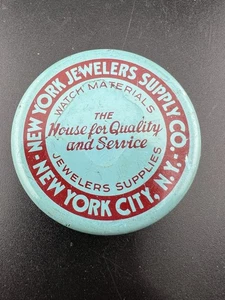 NEW YORK JEWELERS SUPPLY CO.
WATCH MATERIALS
THE
House for Quality
and Service
JEWELERS SUPPLIES
NEW YORK CITY, N.Y.